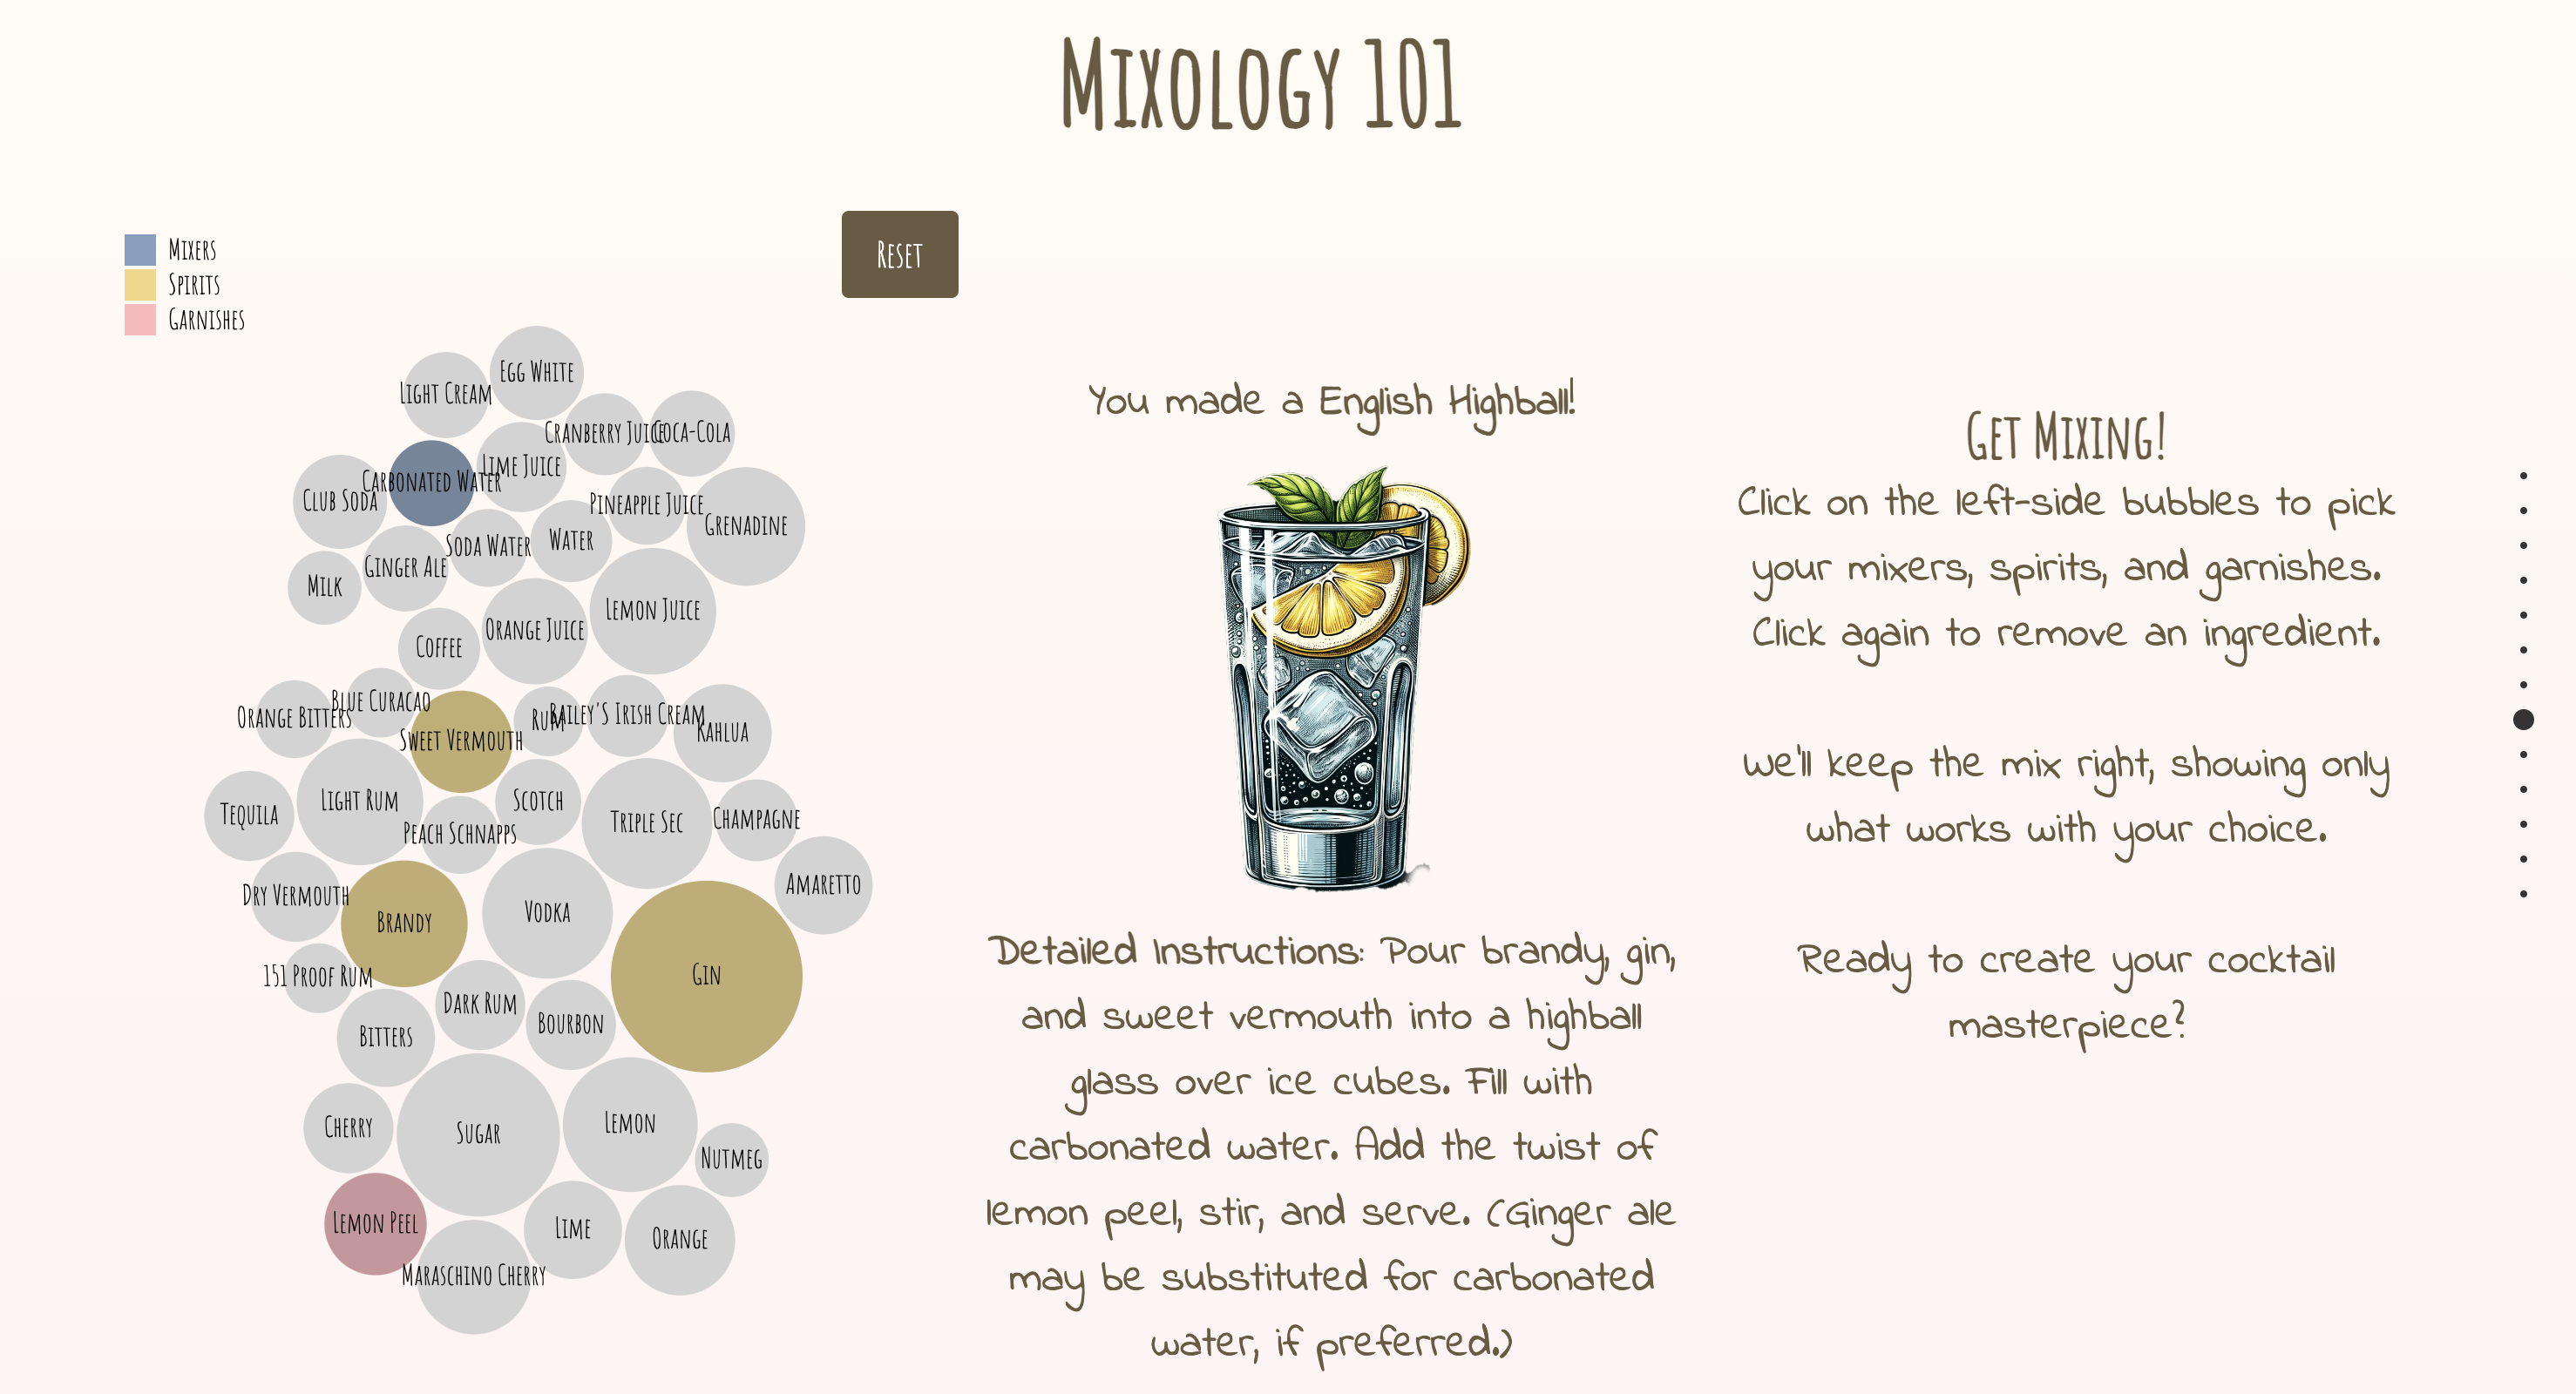 Mixology 101
Reset
Mixers
Spirits
Garnishes
Egg White
Light Cream
Cranberry Juice
Coca-Cola
Lime Juice
Carbonated Water
Club Soda
Pineapple Juice
Grenadine
Soda Water
Water
Ginger Ale
Milk
Lemon Juice
Orange Juice
Coffee
Blue Curacao
Orange Bitters
Sweet Vermouth
Rum
Bailey's Irish Cream
Kahlua
Light Rum
Scotch
Tequila
Peach Schnapps
Triple Sec
Champagne
Amaretto
Dry Vermouth
Brandy
Vodka
151 Proof Rum
Gin
Dark Rum
Bourbon
Bitters
Cherry
Sugar
Lemon
Nutmeg
Lemon Peel
Lime
Orange
Maraschino Cherry
You made a English Highball!
Detailed Instructions: Pour brandy, gin,
and sweet vermouth into a highball
glass over ice cubes. Fill with
carbonated water. Add the twist of
lemon peel, stir, and serve. (Ginger ale
may be substituted for carbonated
water, if preferred.)
Get Mixing!
Click on the left-side bubbles to pick
your mixers, spirits, and garnishes.
Click again to remove an ingredient.
We'll keep the mix right, showing only
what works with your choice.
Ready to create your cocktail
masterpiece?